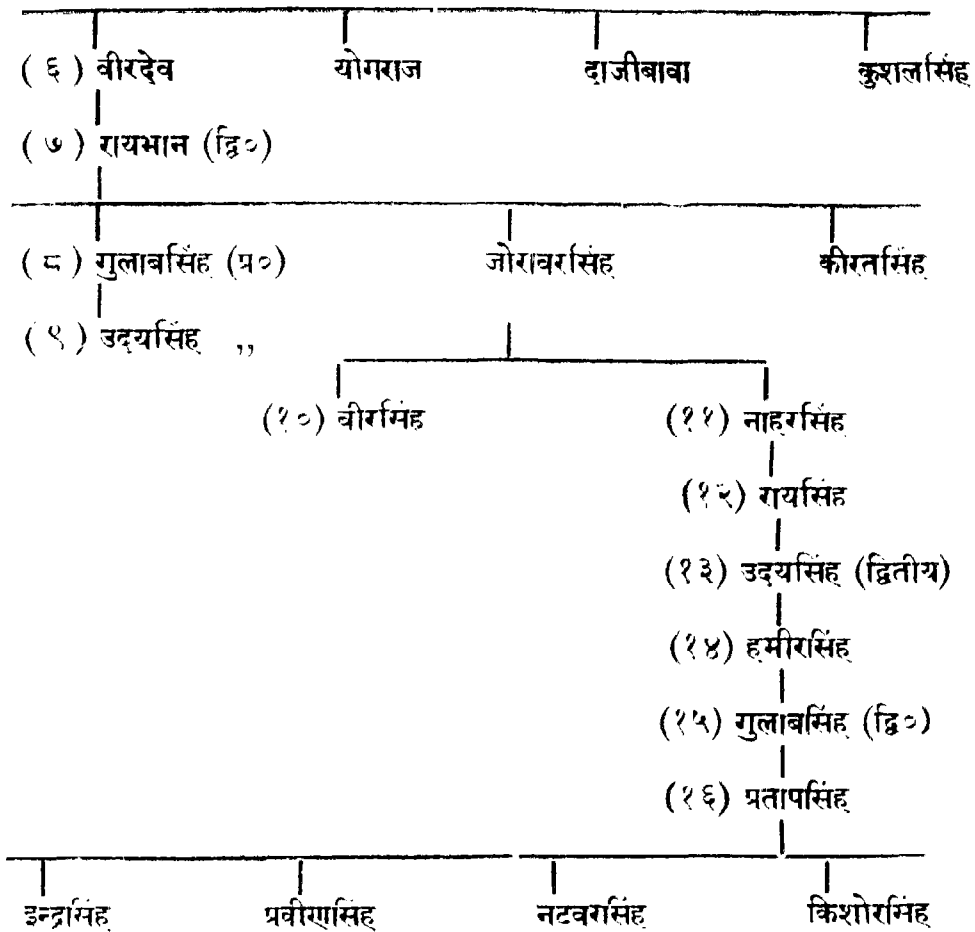 ( ६ ) वीरदेव योगराज दाजीबावा कुशलसिंह
( ७ ) रायभान (द्वि०)
( ८ ) गुलाबसिंह (प्र०) जोरावरसिंह कीरतसिंह
( ९ ) उदयसिंह ,,
(१०) वीरसिंह (११) नाहरसिंह
(१२) रायसिंह
(१३) उदयसिंह (द्वितीय)
(१४) हमीरसिंह
(१५) गुलाबसिंह (द्वि०)
(१६) प्रतापसिंह
इन्द्रसिंह प्रवीणसिंह नटवरसिंह किशोरसिंह